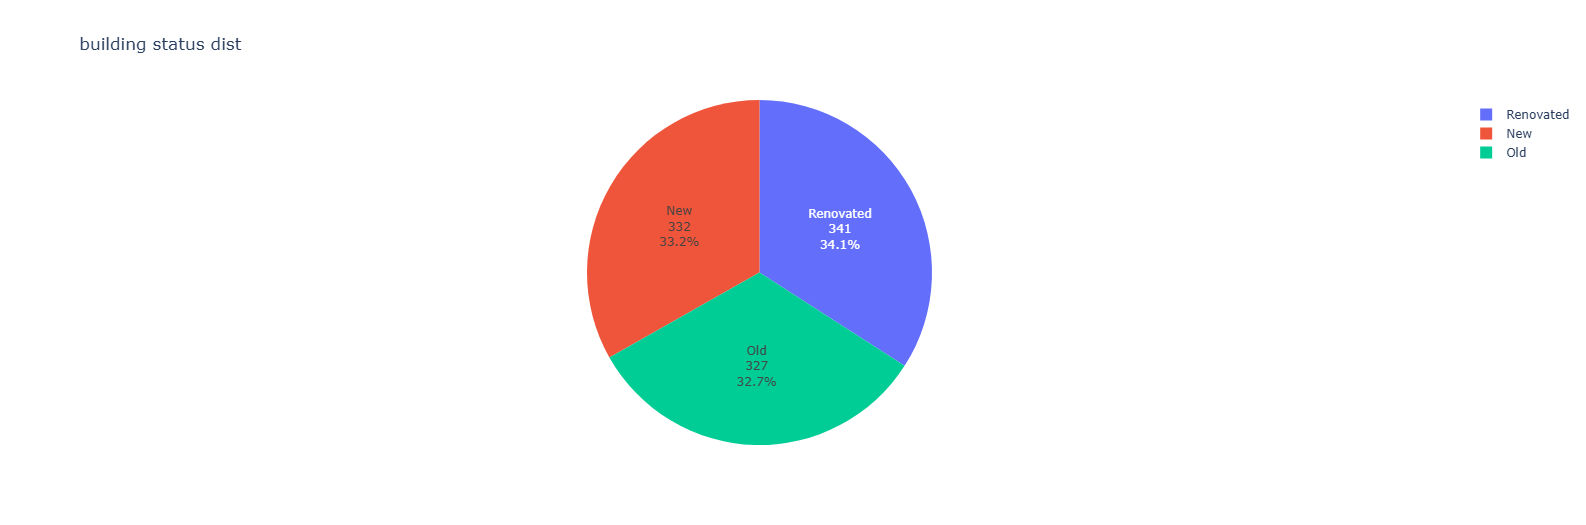 building status dist
Renovated
New
Old
New
332
33.2%
Renovated
341
34.1%
Old
327
32.7%